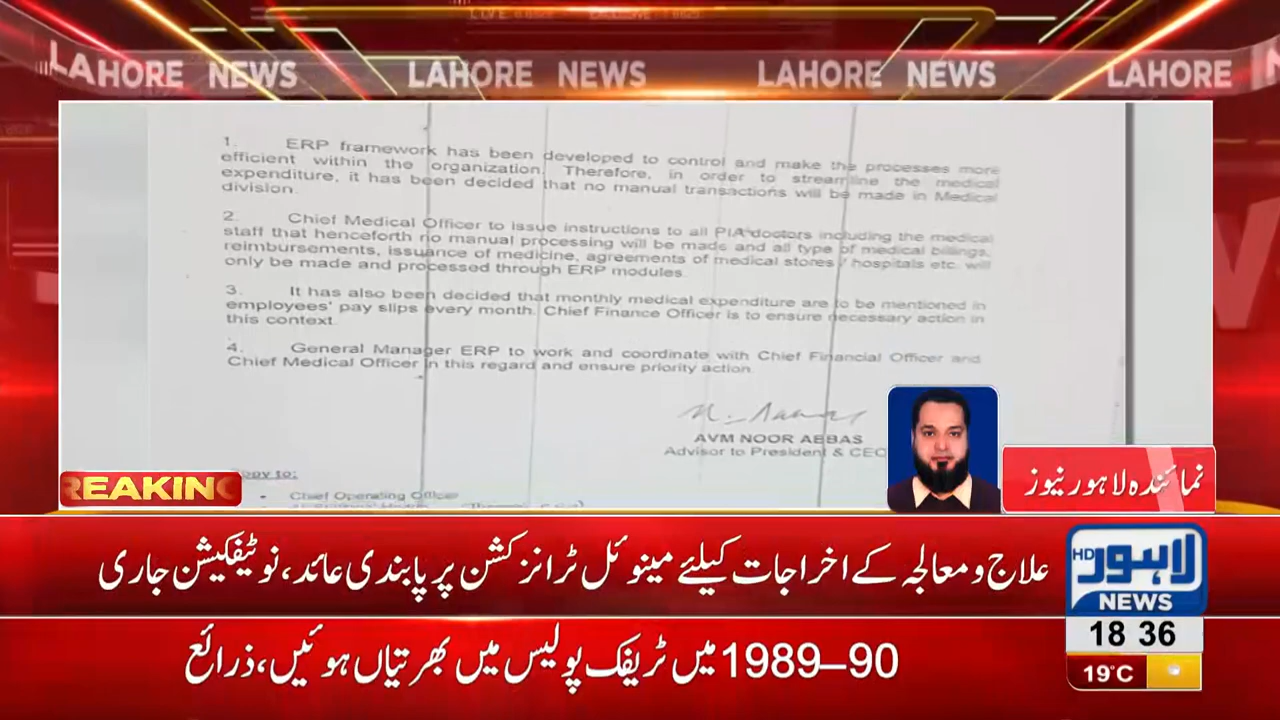 LAHORE NEWS LAHORE NEWS LAHORE NEWS LAHORE
1. ERP framework has been developed to control and make the processes more
efficient within the organization. Therefore, in order to streamline the medical
expenditure, it has been decided that no manual transactions will be made in Medical
division.
2. Chief Medical Officer to issue instructions to all PIA doctors including the medical
staff that henceforth no manual processing will be made and all type of medical billings,
reimbursements, issuance of medicine, agreements of medical stores / hospitals etc. will
only be made and processed through ERP modules.
3. It has also been decided that monthly medical expenditure are to be mentioned in
employees' pay slips every month. Chief Finance Officer is to ensure necessary action in
this context.
4. General Manager ERP to work and coordinate with Chief Financial Officer and
Chief Medical Officer in this regard and ensure priority action.
AVM NOOR ABBAS
Advisor to President & CEO
Copy to:
Chief Operating Officer
نمائندہ لاہور نیوز
REAKING
علاج و معالجہ کے اخراجات کیلئے مینوئل ٹرانزکشن پر پابندی عائد، نوٹیفکیشن جاری
1989–90 میں ٹریفک پولیس میں بھرتیاں ہوئیں، ذرائع
HD لاہور
NEWS
18 36
19°C